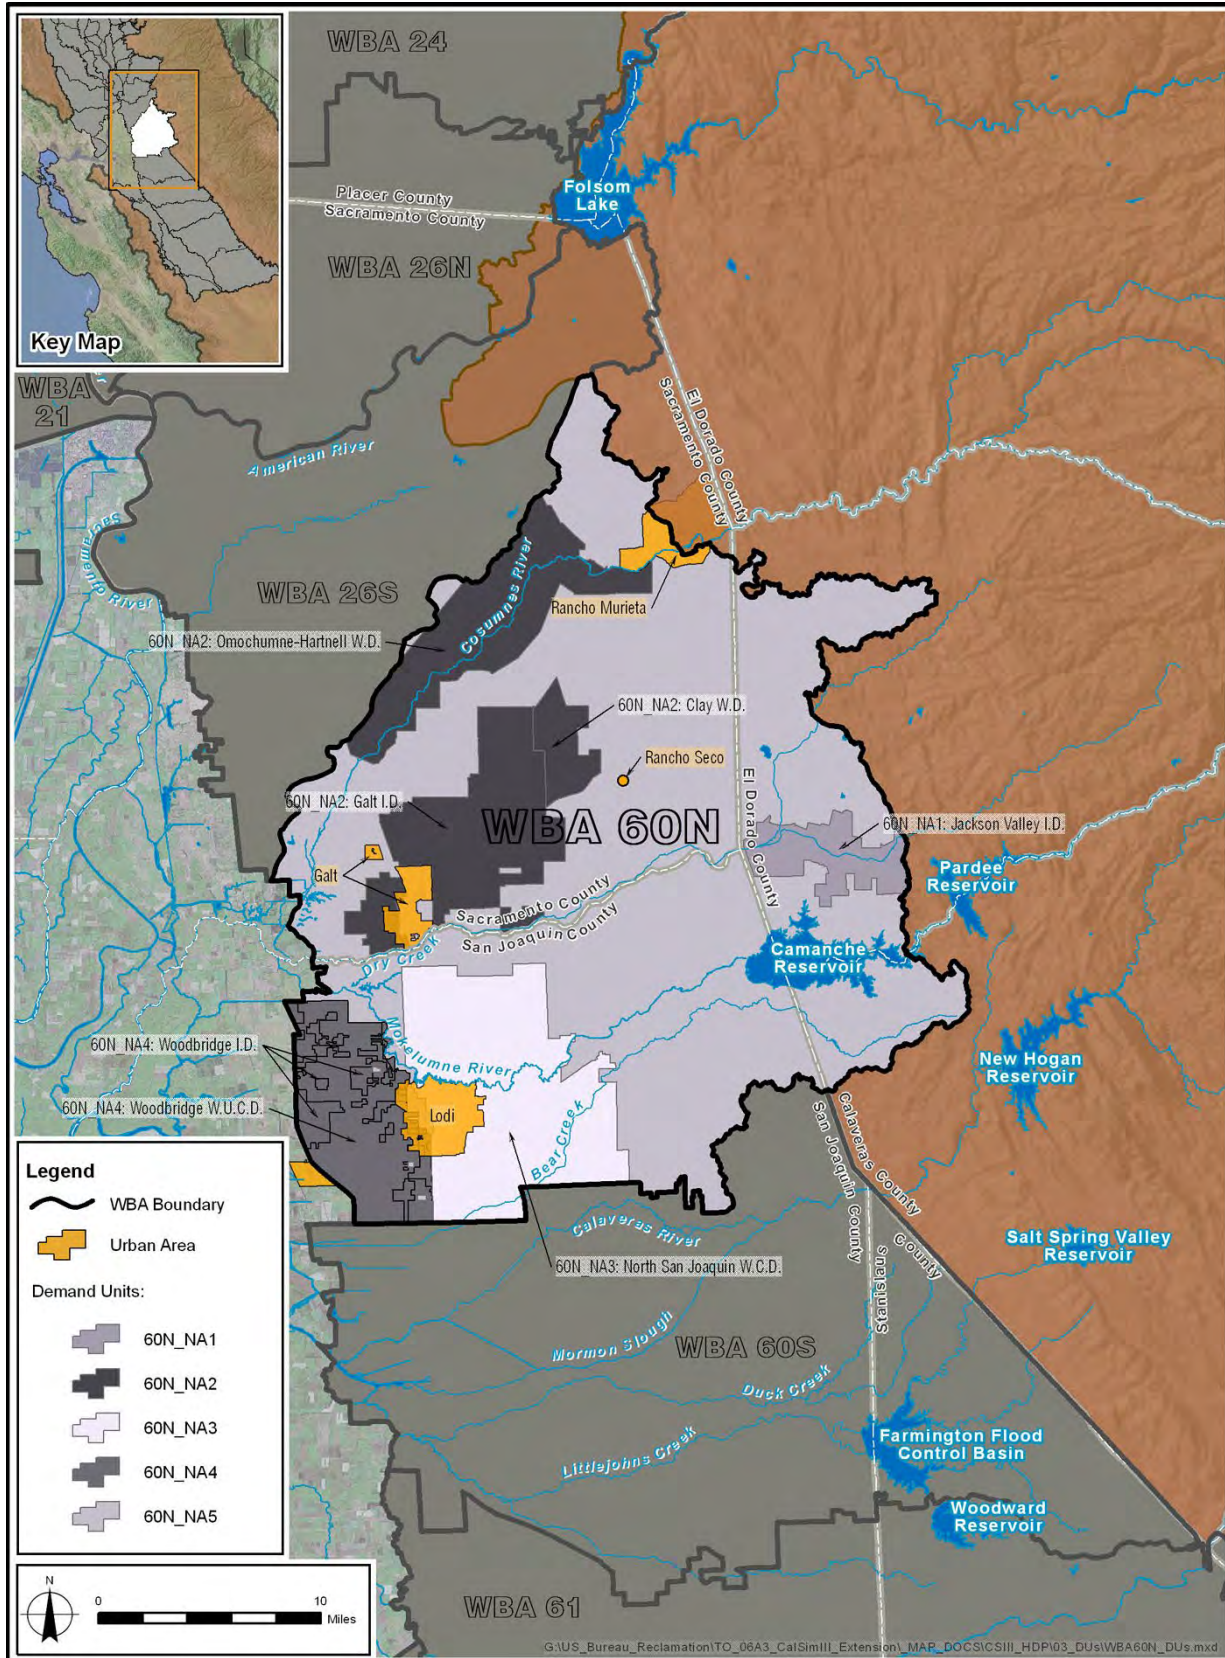 WBA 24
Key Map
Folsom
Lake
Placer County
Sacramento County
WBA 26N
WBA
21
El Dorado County
Sacramento County
American River
Sacramento River
WBA 26S
Cosumnes River
Rancho Murieta
60N_NA2: Omochumne-Hartnell W.D.
60N_NA2: Clay W.D.
Rancho Seco
60N_NA2: Galt I.D.
WBA 60N
El Dorado County
60N_NA1: Jackson Valley I.D.
Galt
Pardee
Reservoir
Sacramento County
San Joaquin County
Dry Creek
Camanche
Reservoir
Mokelumne River
60N_NA4: Woodbridge I.D.
New Hogan
Reservoir
60N_NA4: Woodbridge W.U.C.D.
Lodi
Bear Creek
Calaveras County
San Joaquin County
Legend
WBA Boundary
Urban Area
Demand Units:
60N_NA1
60N_NA2
60N_NA3
60N_NA4
60N_NA5
Calaveras River
Salt Spring Valley
Reservoir
60N_NA3: North San Joaquin W.C.D.
Stanislaus
County
Mormon Slough
WBA 60S
Duck Creek
Littlejohns Creek
Farmington Flood
Control Basin
Woodward
Reservoir
N
0
10
Miles
WBA 61
G:\US_Bureau_Reclamation\TO_06A3_CalSimIII_Extension\_MAP_DOCS\CSIII_HDP\03_DUs\WBA60N_DUs.mxd